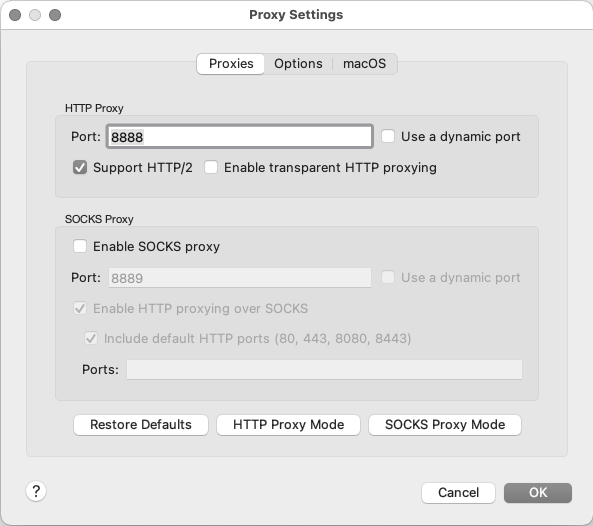 Proxy Settings
Proxies Options macOS
HTTP Proxy
Port: 8888 Use a dynamic port
Support HTTP/2 Enable transparent HTTP proxying
SOCKS Proxy
Enable SOCKS proxy
Port: 8889 Use a dynamic port
Enable HTTP proxying over SOCKS
Include default HTTP ports (80, 443, 8080, 8443)
Ports:
Restore Defaults HTTP Proxy Mode SOCKS Proxy Mode
? Cancel OK